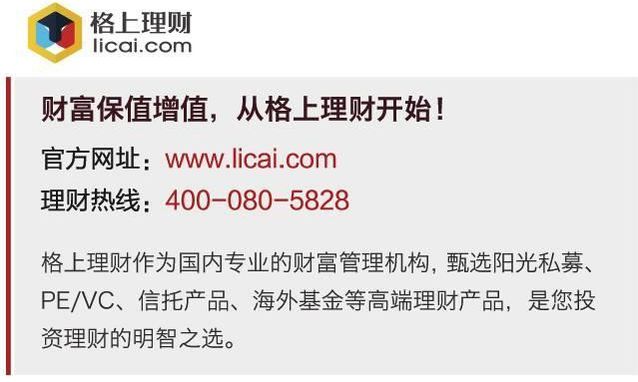 格上理财
licai.com
财富保值增值，从格上理财开始！
官方网址：www.licai.com
理财热线：400-080-5828
格上理财作为国内专业的财富管理机构，甄选阳光私募、
PE/VC、信托产品、海外基金等高端理财产品，是您投
资理财的明智之选。